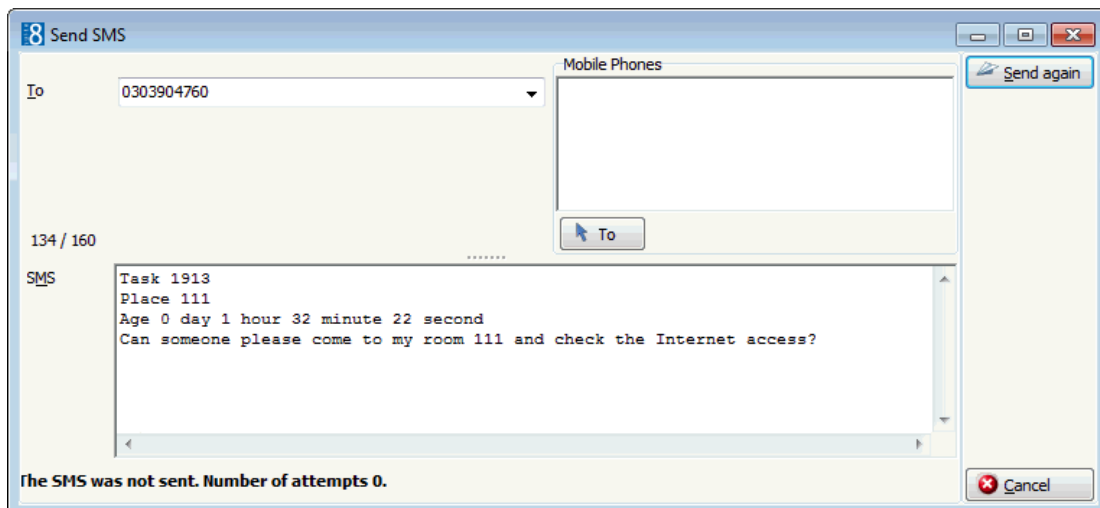 8 Send SMS
To
0303904760
Mobile Phones
Send again
To
134 / 160
SMS
Task 1913
Place 111
Age 0 day 1 hour 32 minute 22 second
Can someone please come to my room 111 and check the Internet access?
The SMS was not sent. Number of attempts 0.
Cancel